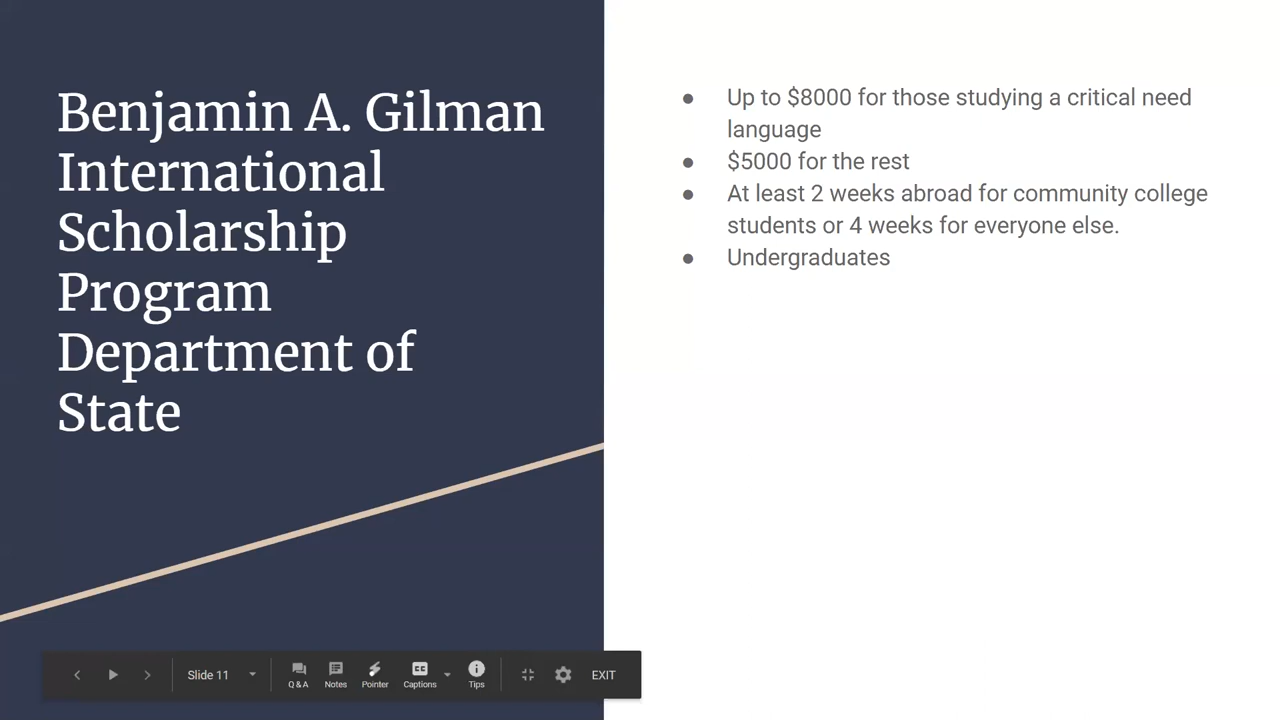 Benjamin A. Gilman
International
Scholarship
Program
Department of
State
● Up to $8000 for those studying a critical need
language
● $5000 for the rest
● At least 2 weeks abroad for community college
students or 4 weeks for everyone else.
● Undergraduates
Slide 11
Q & A
Notes
Pointer
CC
Captions
Tips
EXIT